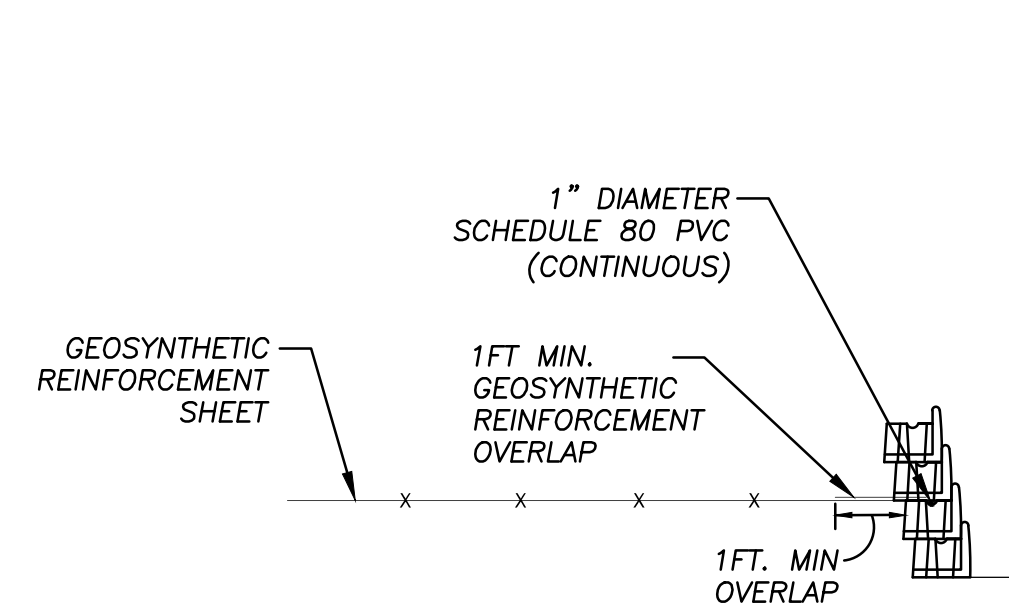 1" DIAMETER
SCHEDULE 80 PVC
(CONTINUOUS)
GEOSYNTHETIC
REINFORCEMENT
SHEET
1FT MIN.
GEOSYNTHETIC
REINFORCEMENT
OVERLAP
X X X X
1FT. MIN
OVERLAP